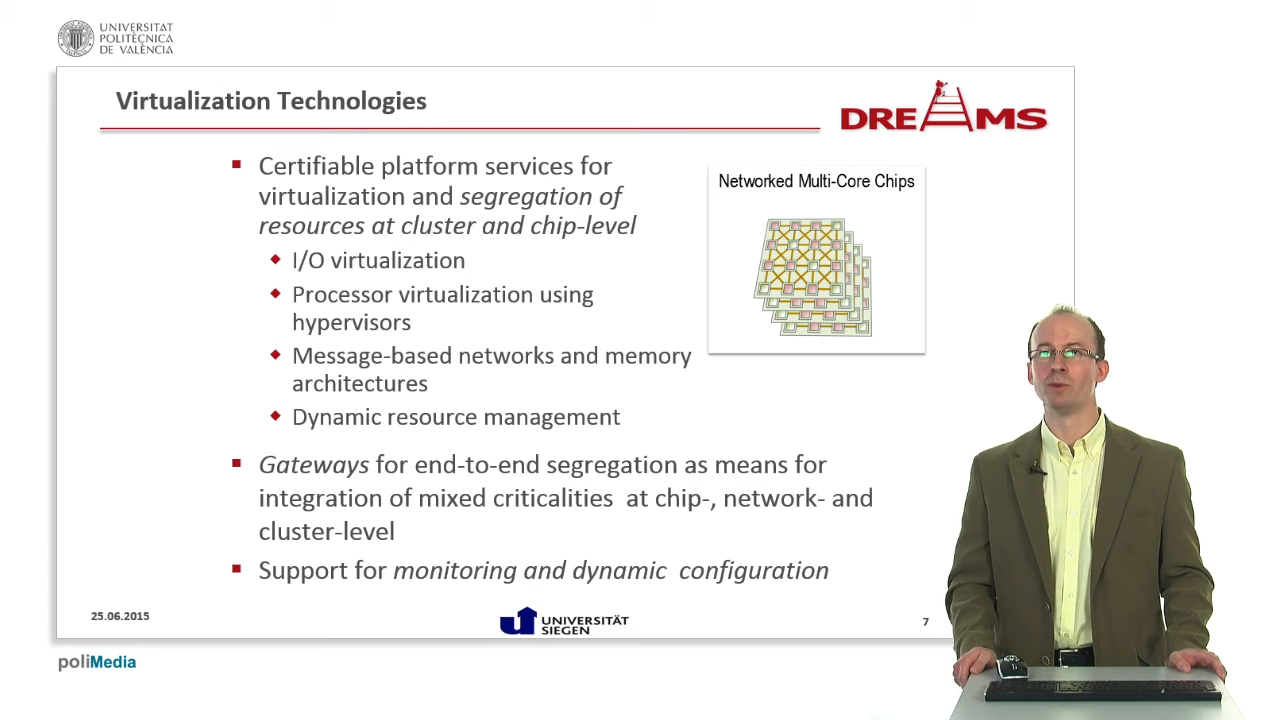 UNIVERSITAT
POLITÈCNICA
DE VALÈNCIA
Virtualization Technologies
DREAMS
Certifiable platform services for
virtualization and segregation of
resources at cluster and chip-level
I/O virtualization
Processor virtualization using
hypervisors
Message-based networks and memory
architectures
Dynamic resource management
Networked Multi-Core Chips
Gateways for end-to-end segregation as means for
integration of mixed criticalities at chip-, network- and
cluster-level
Support for monitoring and dynamic configuration
25.06.2015
UNIVERSITÄT
SIEGEN
7
poliMedia